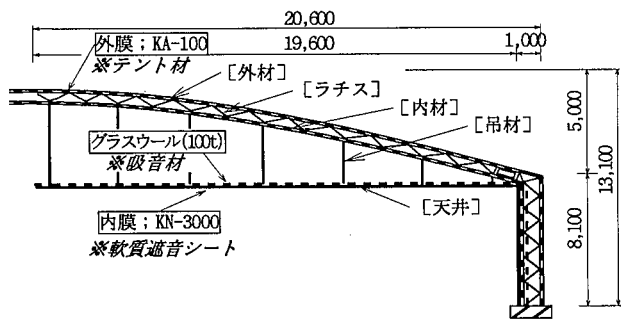 20,600
19,600
1,000
外膜；KA-100
※テント材
[外材]
[ラチス]
[内材]
[吊材]
グラスウール(100t)
※吸音材
[天井]
内膜；KN-3000
※軟質遮音シート
5,000
13,100
8,100